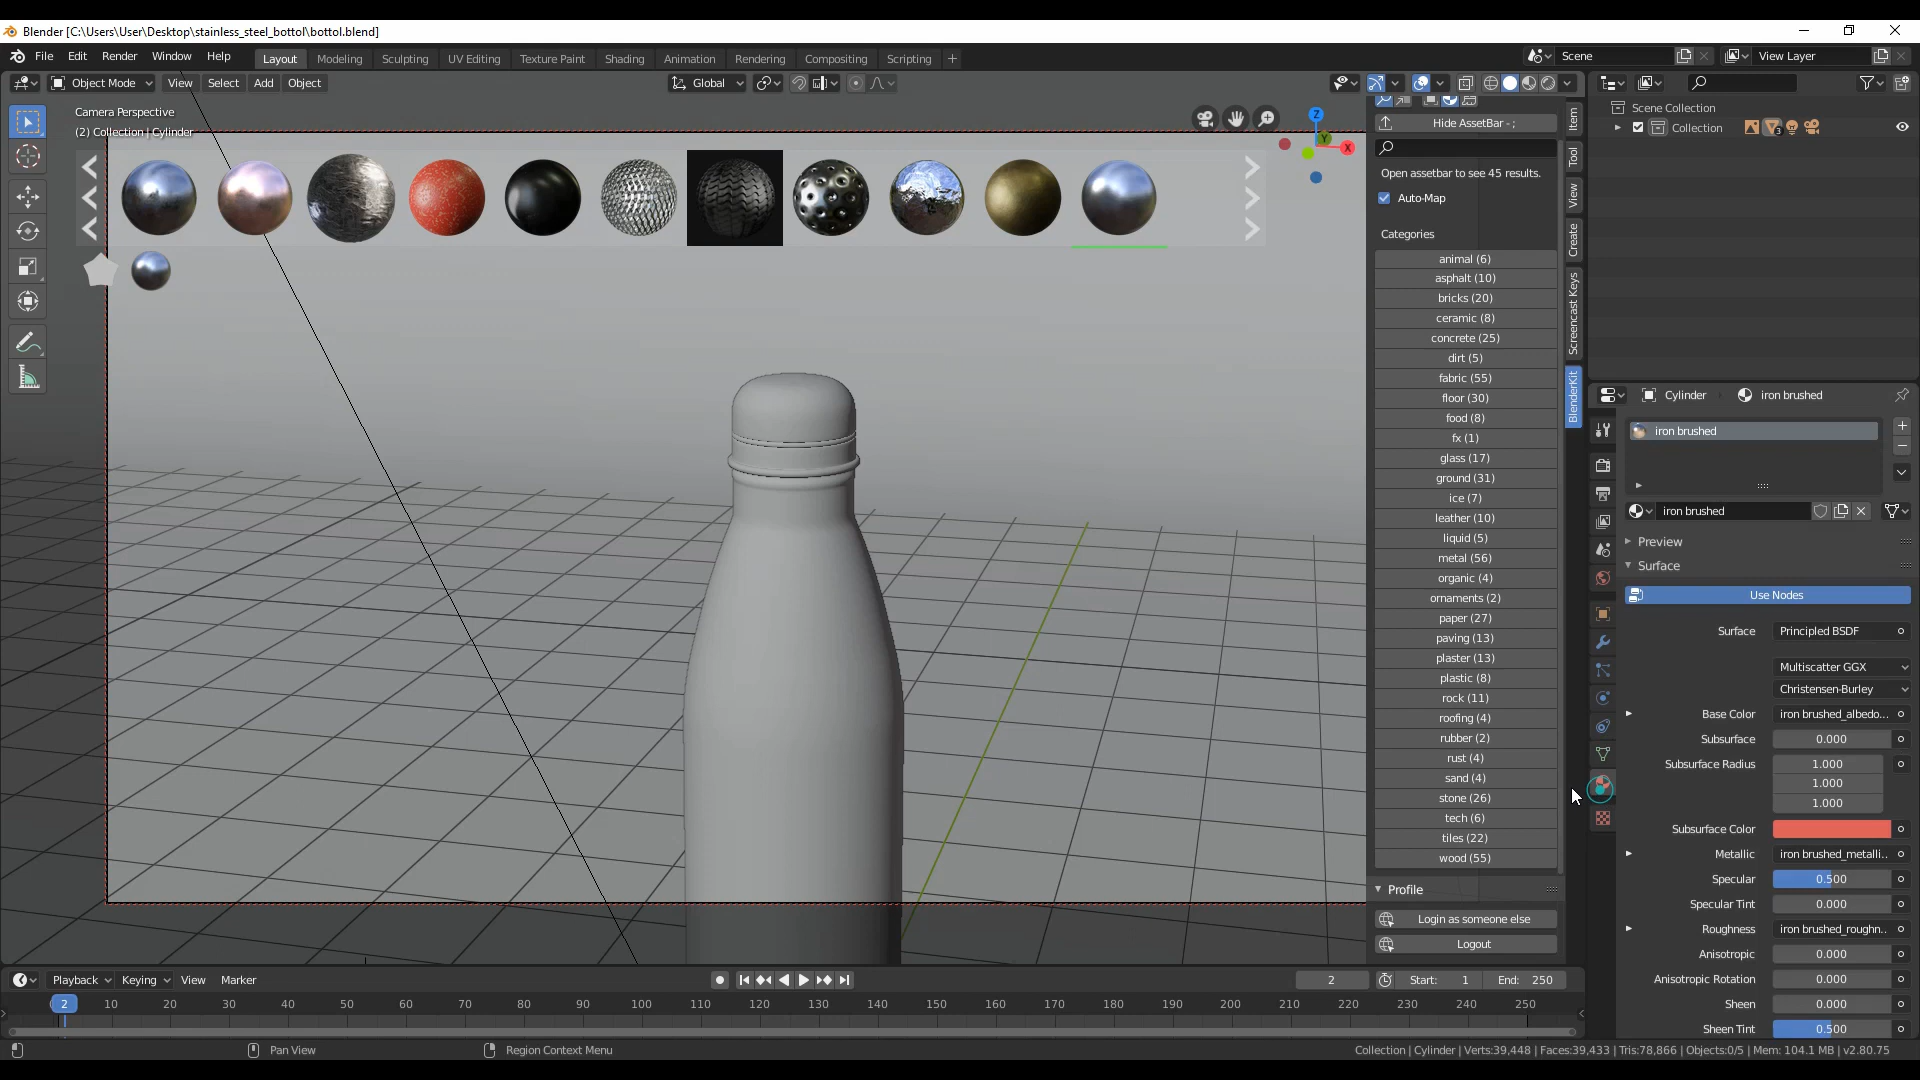 Blender [C:\Users\User\Desktop\stainless_steel_bottol\bottol.blend]
File Edit Render Window Help
Layout Modeling Sculpting UV Editing Texture Paint Shading Animation Rendering Compositing Scripting +
Scene
View Layer
Object Mode View Select Add Object
Global
Camera Perspective
(2) Collection | Cylinder
X
Y
Z
Hide AssetBar - ;
Open assetbar to see 45 results.
Auto-Map
Categories
animal (6)
asphalt (10)
bricks (20)
ceramic (8)
concrete (25)
dirt (5)
fabric (55)
floor (30)
food (8)
fx (1)
glass (17)
ground (31)
ice (7)
leather (10)
liquid (5)
metal (56)
organic (4)
ornaments (2)
paper (27)
paving (13)
plaster (13)
plastic (8)
rock (11)
roofing (4)
rubber (2)
rust (4)
sand (4)
stone (26)
tech (6)
tiles (22)
wood (55)
Profile
Login as someone else
Logout
Item
Tool
View
Create
Screencast Keys
BlenderKit
Scene Collection
Collection
3
Cylinder iron brushed
iron brushed
iron brushed
Preview
Surface
Use Nodes
Surface Principled BSDF
Multiscatter GGX
Christensen-Burley
Base Color iron brushed_albedo...
Subsurface 0.000
Subsurface Radius 1.000
1.000
1.000
Subsurface Color
Metallic iron brushed_metalli..
Specular 0.500
Specular Tint 0.000
Roughness iron brushed_roughn..
Anisotropic 0.000
Anisotropic Rotation 0.000
Sheen 0.000
Sheen Tint 0.500
Playback Keying View Marker
2 Start: 1 End: 250
2 10 20 30 40 50 60 70 80 90 100 110 120 130 140 150 160 170 180 190 200 210 220 230 240 250
Pan View
Region Context Menu
Collection | Cylinder | Verts:39,448 | Faces:39,433 | Tris:78,866 | Objects:0/5 | Mem: 104.1 MB | v2.80.75